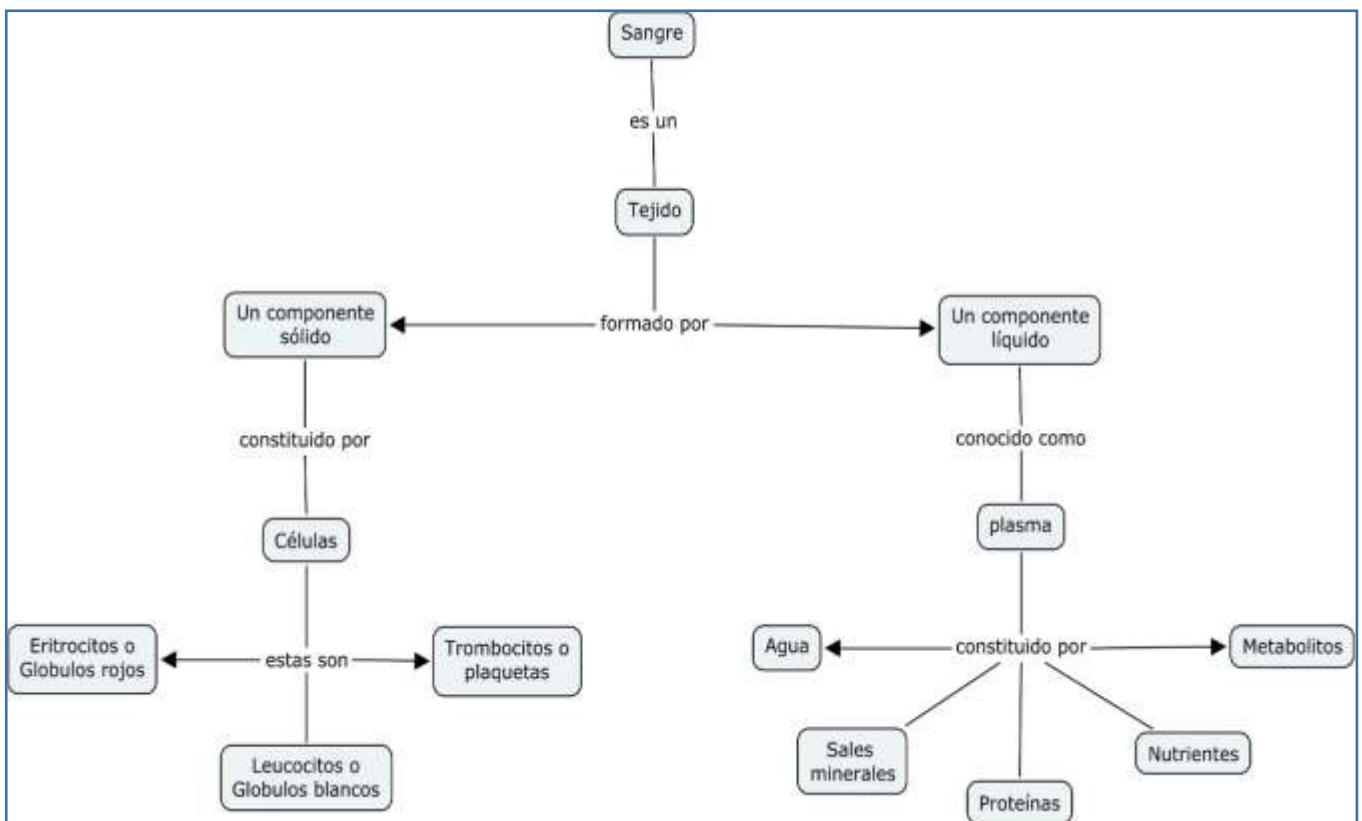 Sangre
es un
Tejido
Un componente
sólido
formado por
Un componente
líquido
constituido por
conocido como
Células
plasma
Eritrocitos o
Globulos rojos
estas son
Trombocitos o
plaquetas
Agua
constituido por
Metabolitos
Leucocitos o
Globulos blancos
Sales
minerales
Proteínas
Nutrientes